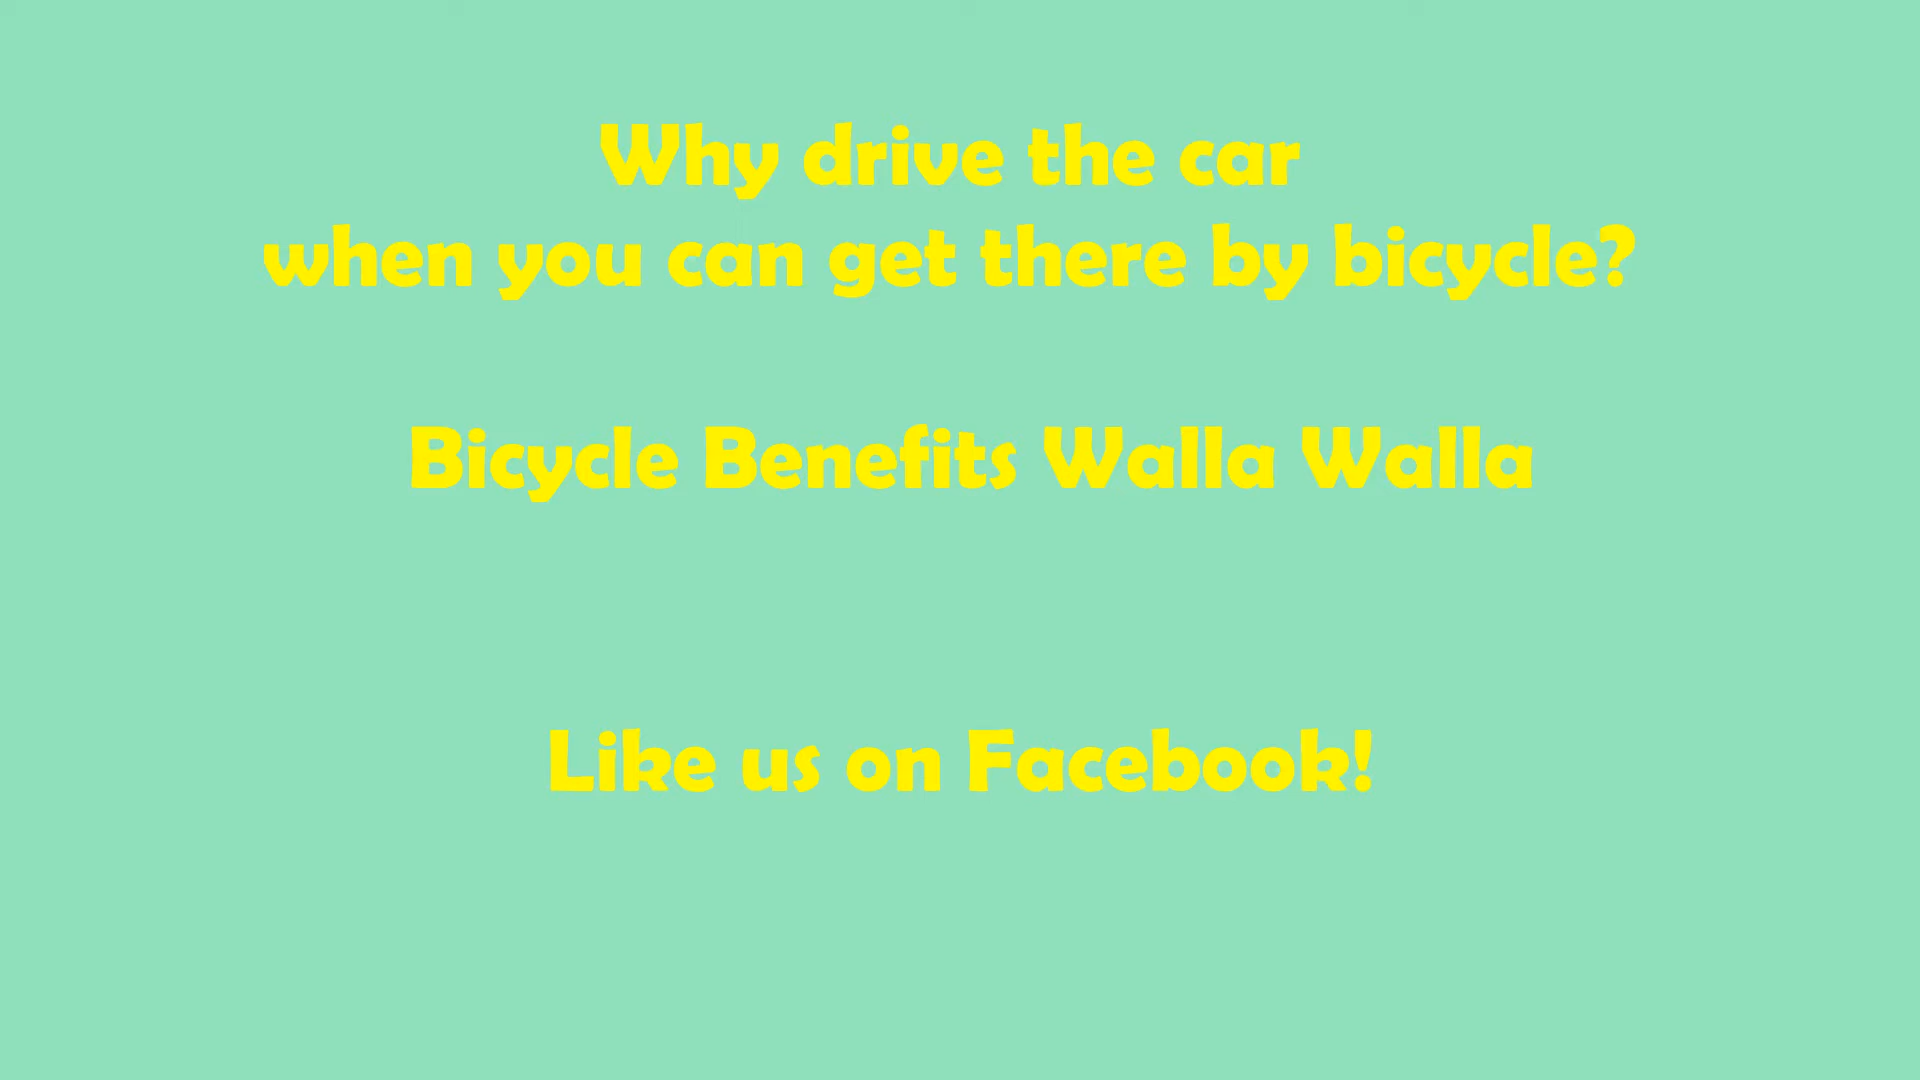 Why drive the car
when you can get there by bicycle?
Bicycle Benefits Walla Walla
Like us on Facebook!